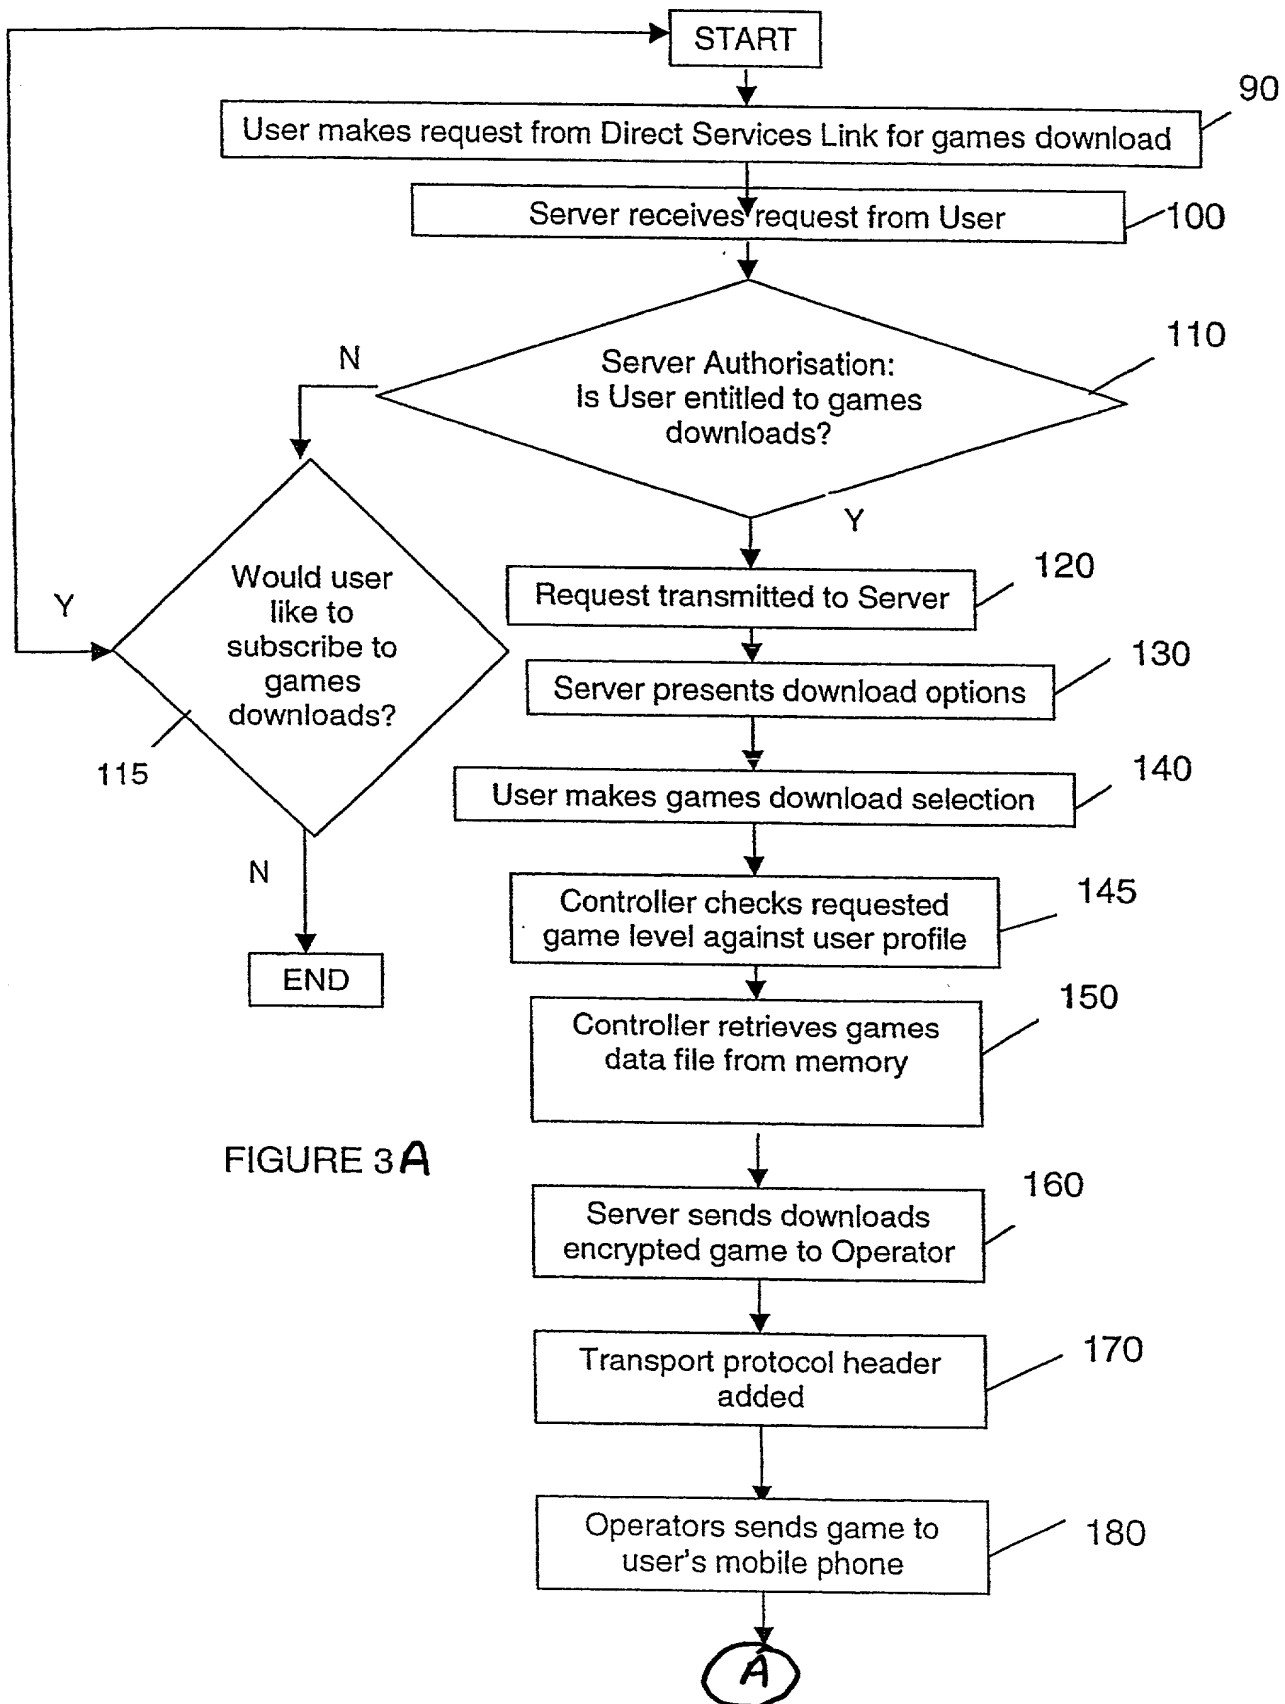 START
90
User makes request from Direct Services Link for games download
Server receives request from User
100
110
N
Server Authorisation:
Is User entitled to games
downloads?
Y
Would user
like to
subscribe to
games
downloads?
Y
115
N
END
120
Request transmitted to Server
130
Server presents download options
140
User makes games download selection
145
Controller checks requested
game level against user profile
150
Controller retrieves games
data file from memory
FIGURE 3A
160
Server sends downloads
encrypted game to Operator
170
Transport protocol header
added
180
Operators sends game to
user's mobile phone
A